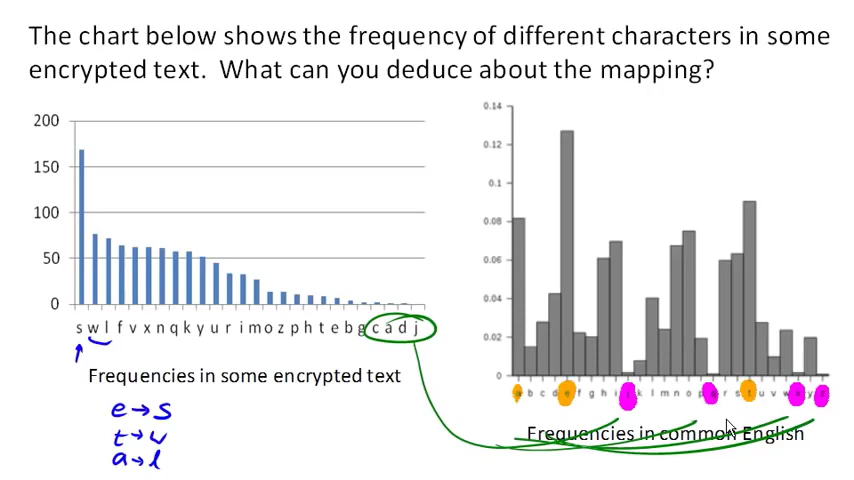 The chart below shows the frequency of different characters in some
encrypted text. What can you deduce about the mapping?
200
150
100
50
0
s w l f v x n q k y u r i m o z p h t e b g c a d j
Frequencies in some encrypted text
e → s
t → w
a → l
0.14
0.12
0.1
0.08
0.06
0.04
0.02
0
a b c d e f g h i j k l m n o p q r s t u v w x y z
Frequencies in common English